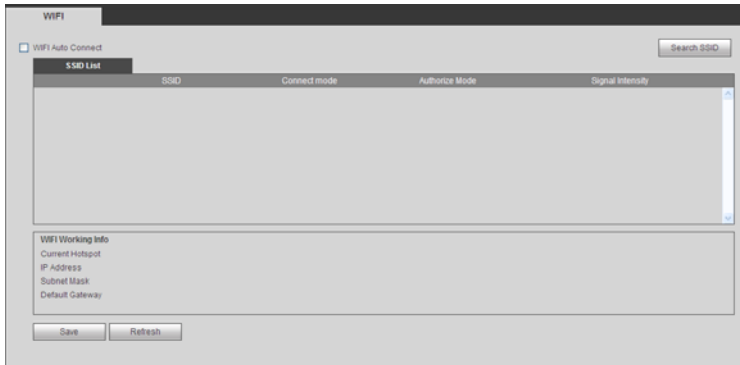 WIFI
WIFI Auto Connect
Search SSID
SSID List
SSID Connect mode Authorize Mode Signal Intensity
WIFI Working Info
Current Hotspot
IP Address
Subnet Mask
Default Gateway
Save Refresh